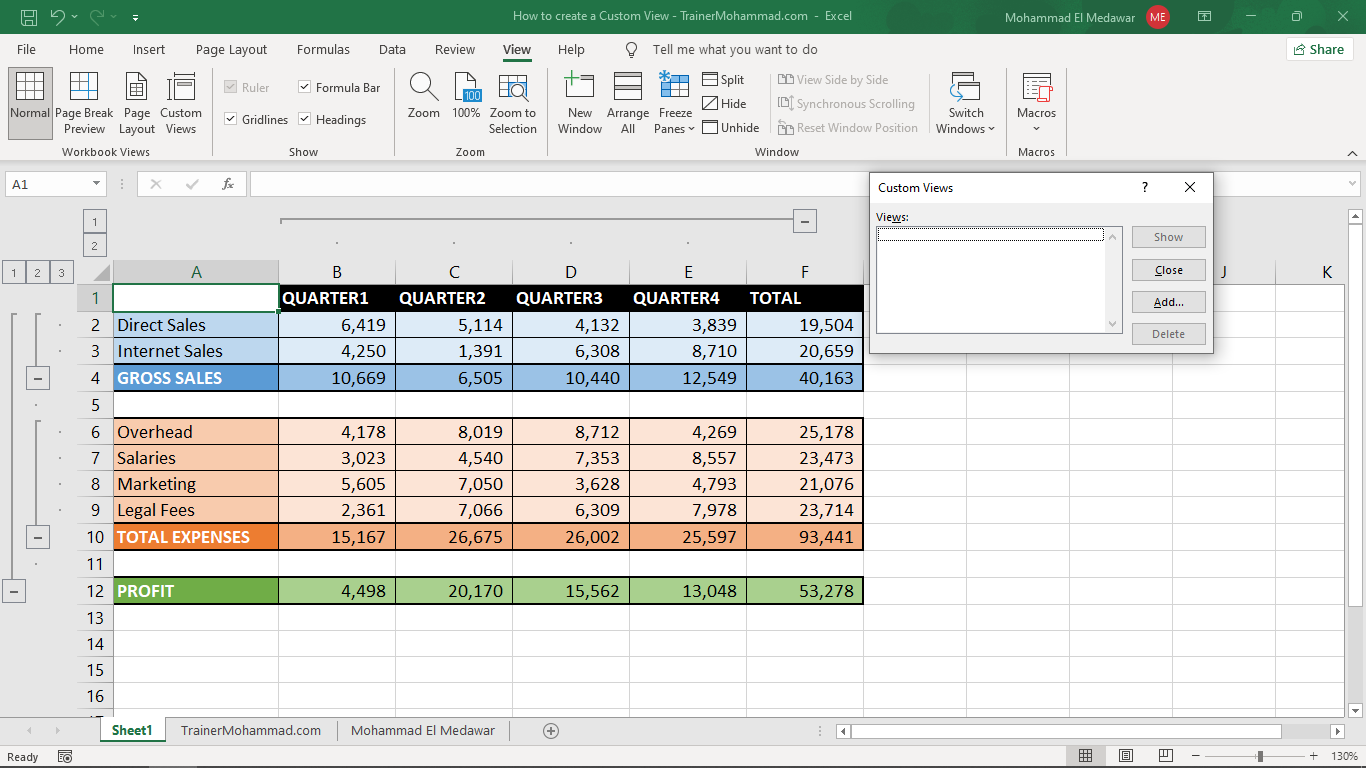 How to create a Custom View - TrainerMohammad.com - Excel
Mohammad El Medawar ME
File Home Insert Page Layout Formulas Data Review View Help Tell me what you want to do Share
Normal Page Break Preview Page Layout Custom Views
Workbook Views
Ruler Formula Bar
Gridlines Headings
Show
Zoom 100% Zoom to Selection
100
Zoom
New Window Arrange All Freeze Panes
Split
Hide
Unhide
View Side by Side
Synchronous Scrolling
Reset Window Position
Switch Windows
Window
Macros
Macros
A1 fx
Custom Views ? ×
Views:
Show
Close
Add...
Delete
1
2
1 2 3
A B C D E F J K
1 QUARTER1 QUARTER2 QUARTER3 QUARTER4 TOTAL
2 Direct Sales 6,419 5,114 4,132 3,839 19,504
3 Internet Sales 4,250 1,391 6,308 8,710 20,659
4 GROSS SALES 10,669 6,505 10,440 12,549 40,163
5
6 Overhead 4,178 8,019 8,712 4,269 25,178
7 Salaries 3,023 4,540 7,353 8,557 23,473
8 Marketing 5,605 7,050 3,628 4,793 21,076
9 Legal Fees 2,361 7,066 6,309 7,978 23,714
10 TOTAL EXPENSES 15,167 26,675 26,002 25,597 93,441
11
12 PROFIT 4,498 20,170 15,562 13,048 53,278
13
14
15
16
Sheet1 TrainerMohammad.com Mohammad El Medawar
Ready 130%